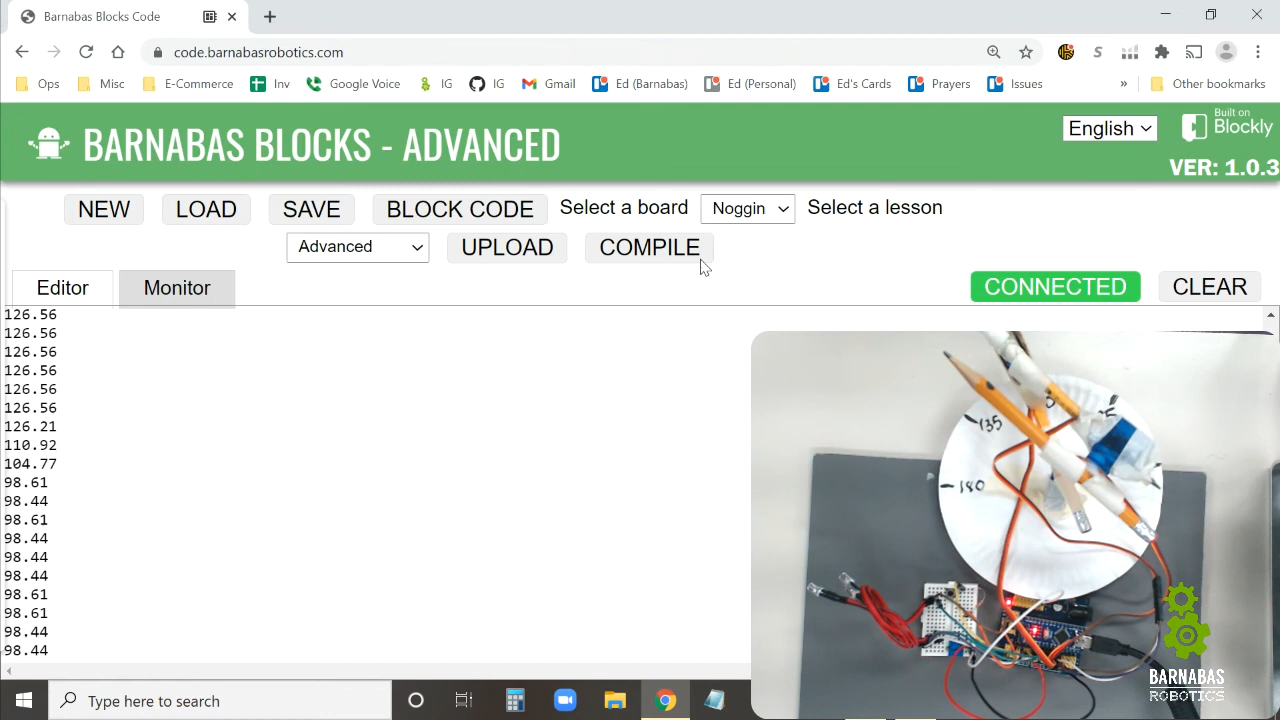 Barnabas Blocks Code
code.barnabasrobotics.com
Ops
Misc
E-Commerce
Inv
Google Voice
IG
IG
Gmail
Ed (Barnabas)
Ed (Personal)
Ed's Cards
Prayers
Issues
»
Other bookmarks
BARNABAS BLOCKS - ADVANCED
English
Built on
Blockly
VER: 1.0.3
NEW
LOAD
SAVE
BLOCK CODE
Select a board
Noggin
Select a lesson
Advanced
UPLOAD
COMPILE
Editor
Monitor
CONNECTED
CLEAR
126.56
126.56
126.56
126.56
126.56
126.56
126.21
110.92
104.77
98.61
98.44
98.61
98.44
98.44
98.44
98.61
98.61
98.44
98.44
135
180
BARNABAS
ROBOTICS
Type here to search